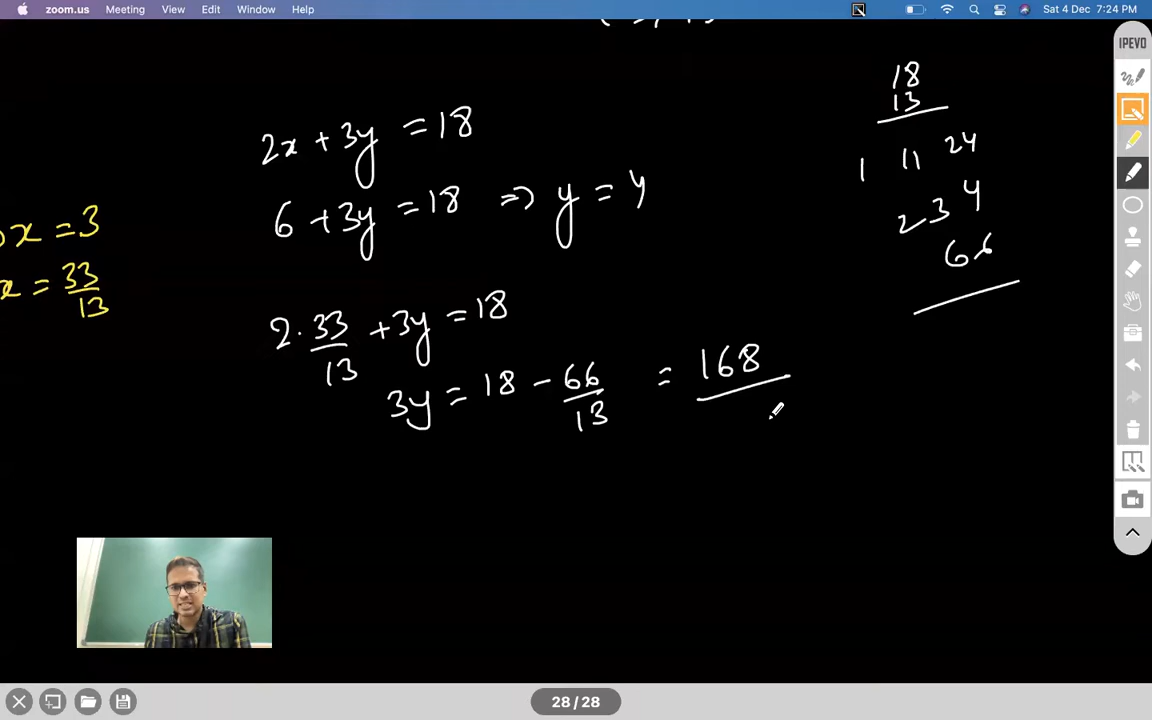 zoom.us Meeting View Edit Window Help Sat 4 Dec 7:24 PM
IPEVO
2x + 3y = 18
6 + 3y = 18 => y = 4
x = 3
x = 33/13
2 · 33/13 + 3y = 18
3y = 18 - 66/13 = 168
18
13
1 11 24
2 3 4
6 6
28 / 28